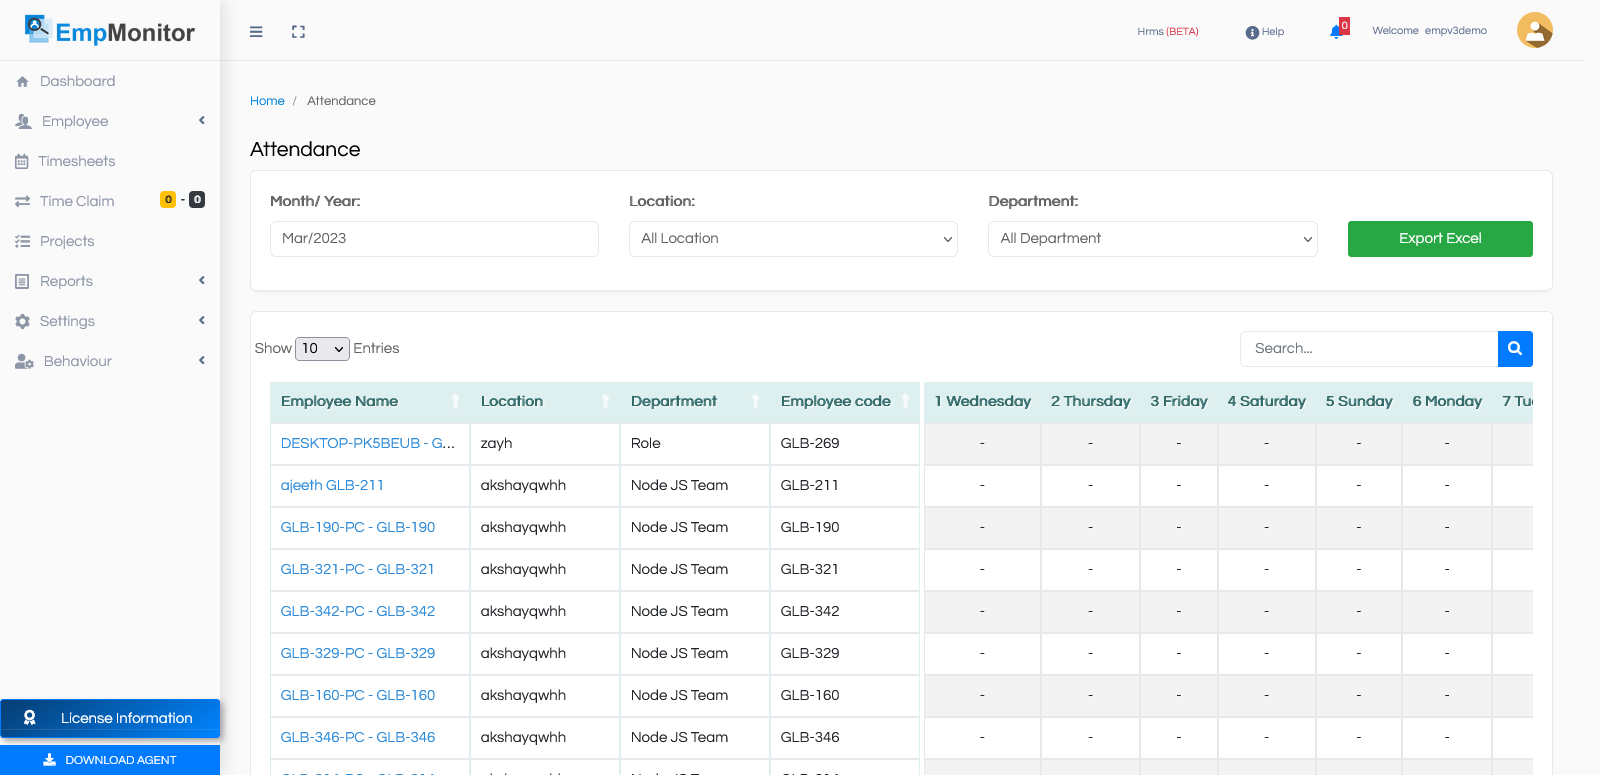 EmpMonitor
Hrms (BETA)
Help
0
Welcome empv3demo
Dashboard
Employee
Timesheets
Time Claim 0 - 0
Projects
Reports
Settings
Behaviour
License Information
DOWNLOAD AGENT
Home / Attendance
Attendance
Month/ Year: Location: Department:
Mar/2023 All Location All Department Export Excel
Show 10 Entries Search...
Employee Name Location Department Employee code 1 Wednesday 2 Thursday 3 Friday 4 Saturday 5 Sunday 6 Monday 7 Tue
DESKTOP-PK5BEUB - G... zayh Role GLB-269 - - - - - -
ajeeth GLB-211 akshayqwhh Node JS Team GLB-211 - - - - - -
GLB-190-PC - GLB-190 akshayqwhh Node JS Team GLB-190 - - - - - -
GLB-321-PC - GLB-321 akshayqwhh Node JS Team GLB-321 - - - - - -
GLB-342-PC - GLB-342 akshayqwhh Node JS Team GLB-342 - - - - - -
GLB-329-PC - GLB-329 akshayqwhh Node JS Team GLB-329 - - - - - -
GLB-160-PC - GLB-160 akshayqwhh Node JS Team GLB-160 - - - - - -
GLB-346-PC - GLB-346 akshayqwhh Node JS Team GLB-346 - - - - - -